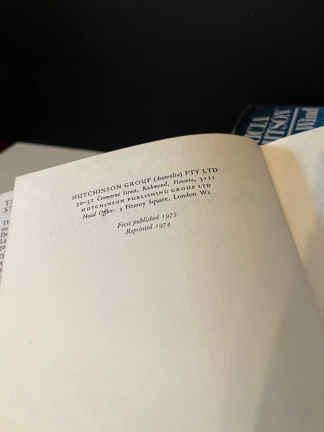 HUTCHINSON GROUP (Australia) PTY LTD
30-32 Cremorne Street, Richmond, Victoria, 3121
HUTCHINSON PUBLISHING GROUP LTD
Head Office: 3 Fitzroy Square, London W1
First published 1973
Reprinted 1974